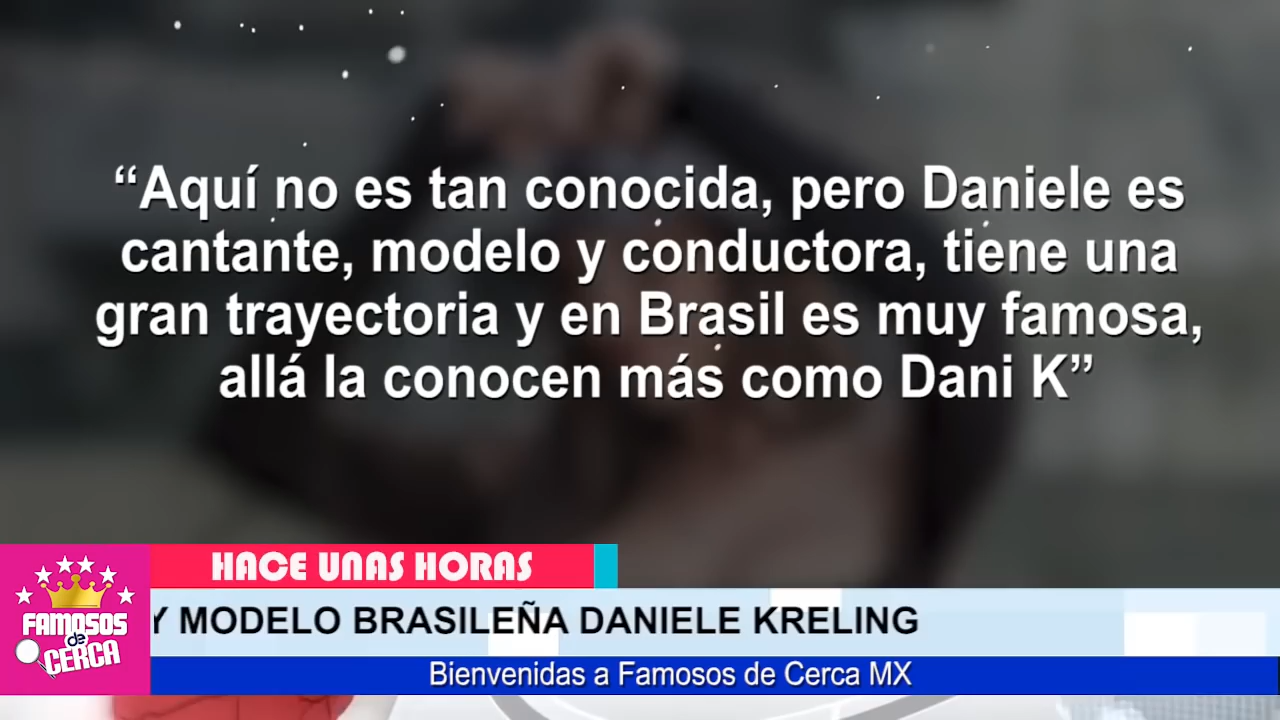 “Aquí no es tan conocida, pero Daniele es
cantante, modelo y conductora, tiene una
gran trayectoria y en Brasil es muy famosa,
allá la conocen más como Dani K”
HACE UNAS HORAS
Y MODELO BRASILEÑA DANIELE KRELING
FAMOSOS
de
CERCA
Bienvenidas a Famosos de Cerca MX